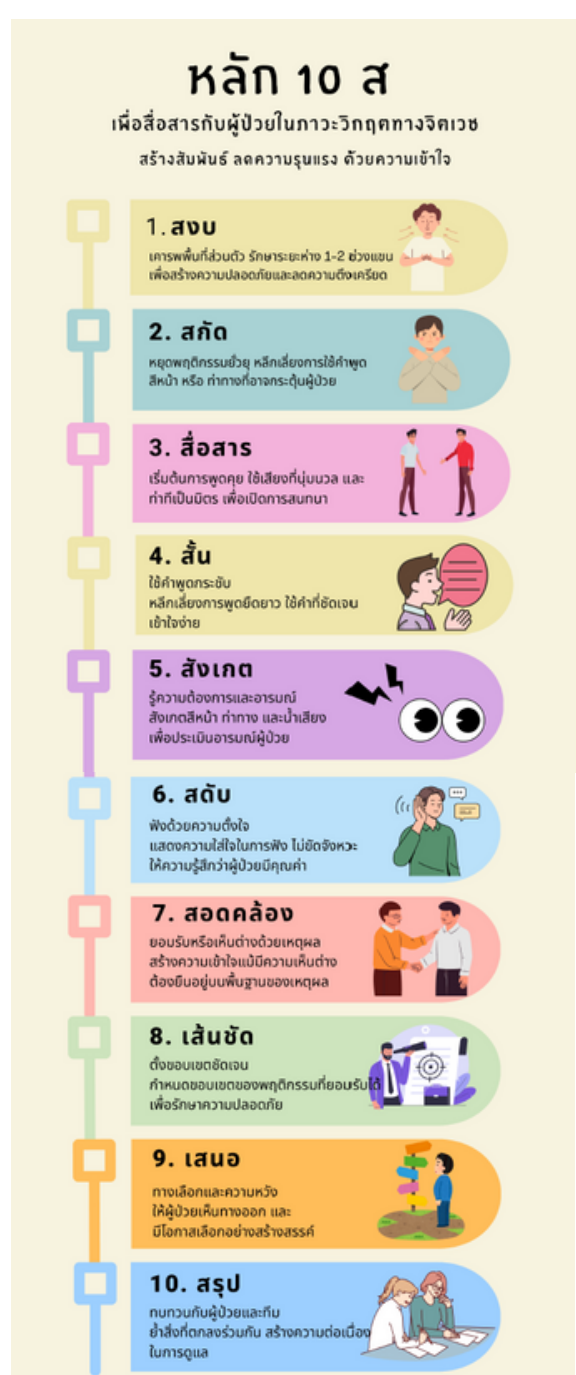 หลัก 10 ส
เพื่อสื่อสารกับผู้ป่วยในภาวะวิกฤตทางจิตเวช
สร้างสัมพันธ์ ลดความรุนแรง ด้วยความเข้าใจ
1. สงบ
เคารพพื้นที่ส่วนตัว รักษาระยะห่าง 1-2 ช่วงแขน
เพื่อสร้างความปลอดภัยและลดความตึงเครียด
2. สกัด
หยุดพฤติกรรมยั่วยุ หลีกเลี่ยงการใช้คำพูด
สีหน้า หรือ ท่าทางที่อาจกระตุ้นผู้ป่วย
3. สื่อสาร
เริ่มต้นการพูดคุย ใช้เสียงที่นุ่มนวล และ
ท่าทีเป็นมิตร เพื่อเปิดการสนทนา
4. สั้น
ใช้คำพูดกระชับ
หลีกเลี่ยงการพูดยืดยาว ใช้คำที่ชัดเจน
เข้าใจง่าย
5. สังเกต
รู้ความต้องการและอารมณ์
สังเกตสีหน้า ท่าทาง และน้ำเสียง
เพื่อประเมินอารมณ์ผู้ป่วย
6. สดับ
ฟังด้วยความตั้งใจ
แสดงความใส่ใจในการฟัง ไม่ขัดจังหวะ
ให้ความรู้สึกว่าผู้ป่วยมีคุณค่า
7. สอดคล้อง
ยอมรับหรือเห็นต่างด้วยเหตุผล
สร้างความเข้าใจแม้มีความเห็นต่าง
ต้องยืนอยู่บนพื้นฐานของเหตุผล
8. เส้นชัด
ตั้งขอบเขตชัดเจน
กำหนดขอบเขตของพฤติกรรมที่ยอมรับได้
เพื่อรักษาความปลอดภัย
9. เสนอ
ทางเลือกและความหวัง
ให้ผู้ป่วยเห็นทางออก และ
มีโอกาสเลือกอย่างสร้างสรรค์
10. สรุป
ทบทวนกับผู้ป่วยและทีม
ย้ำสิ่งที่ตกลงร่วมกัน สร้างความต่อเนื่อง
ในการดูแล